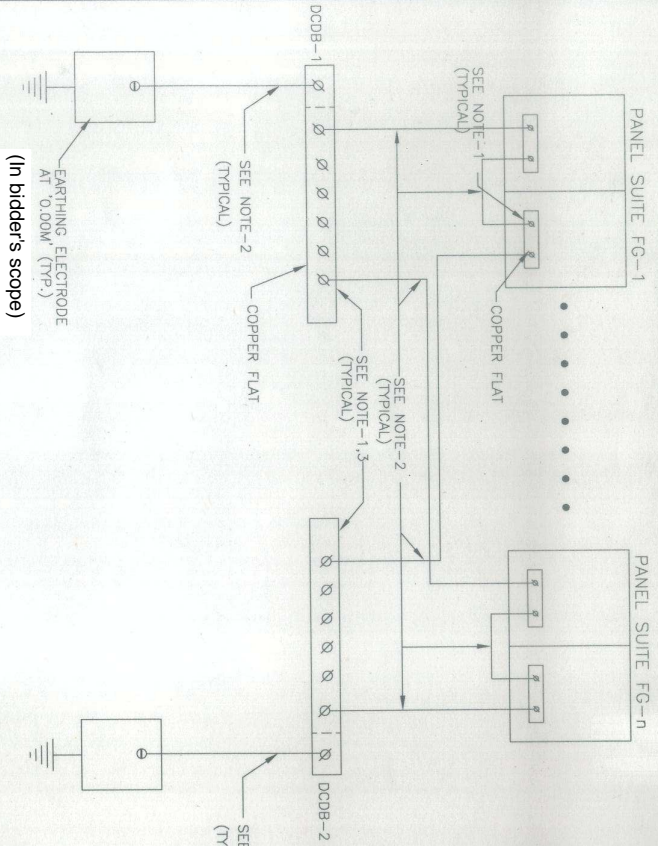 PANEL SUITE FG-1
PANEL SUITE FG-n
SEE NOTE-1
(TYPICAL)
COPPER FLAT
DCDB-1
SEE NOTE-2
(TYPICAL)
COPPER FLAT
SEE NOTE-2
(TYPICAL)
SEE NOTE-1,3
(TYPICAL)
DCDB-2
EARTHING ELECTRODE
AT '0.00M' (TYP.)
(In bidder's scope)
SEE
(TY